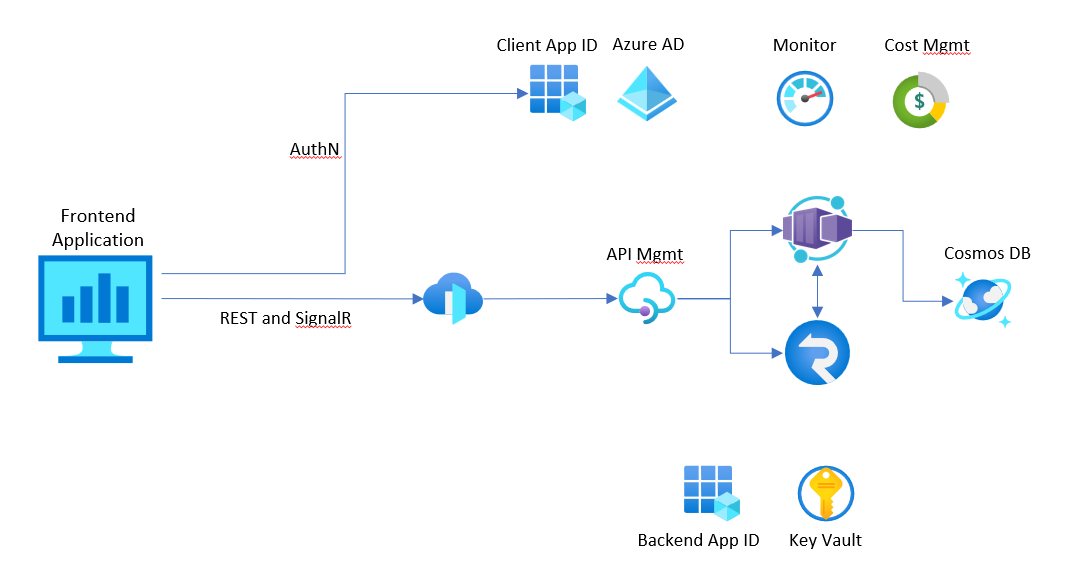 Client App ID
Azure AD
Monitor
Cost Mgmt
$
AuthN
Frontend
Application
REST and SignalR
API Mgmt
Cosmos DB
Backend App ID
Key Vault